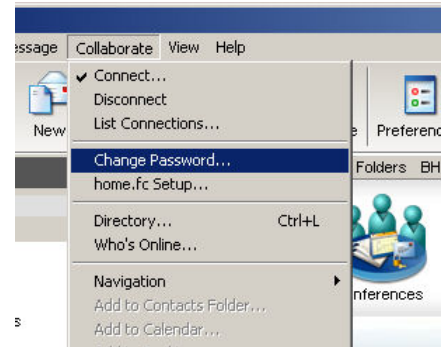 essage Collaborate View Help
Connect...
Disconnect
List Connections...
New
Preferenc
Change Password...
home.fc Setup...
Folders BH
Directory... Ctrl+L
Who's Online...
Navigation
nferences
Add to Contacts Folder...
Add to Calendar...